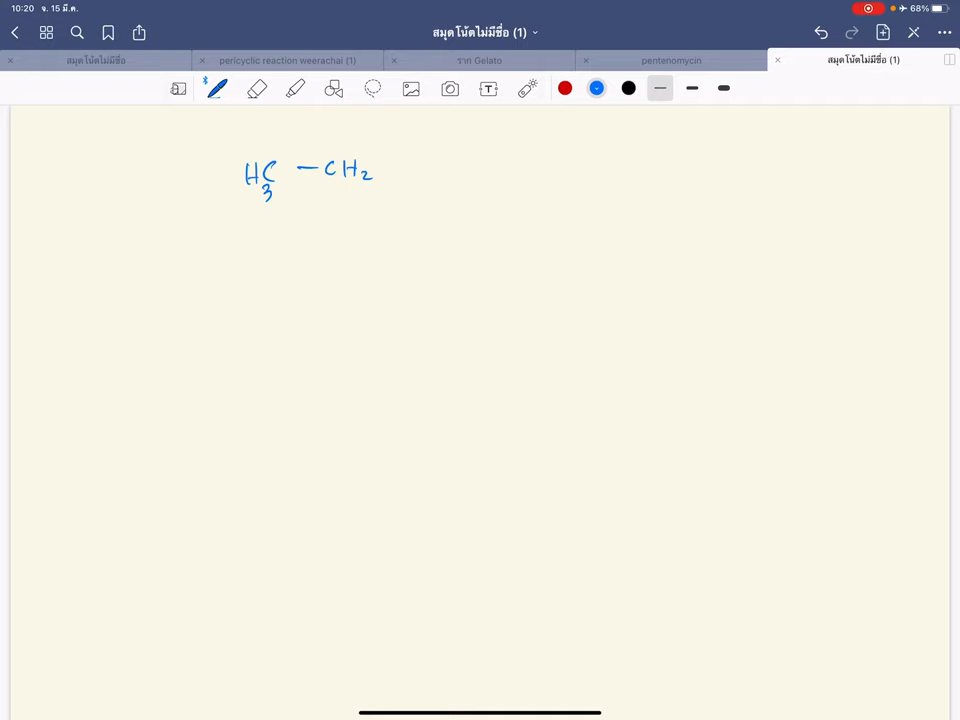 10:20 จ. 15 มี.ค. 68%
สมุดโน้ตไม่มีชื่อ (1)
สมุดโน้ตไม่มีชื่อ pericyclic reaction weerachai (1) ราก Gelato pentenomycin สมุดโน้ตไม่มีชื่อ (1)
T
HC — CH2
3